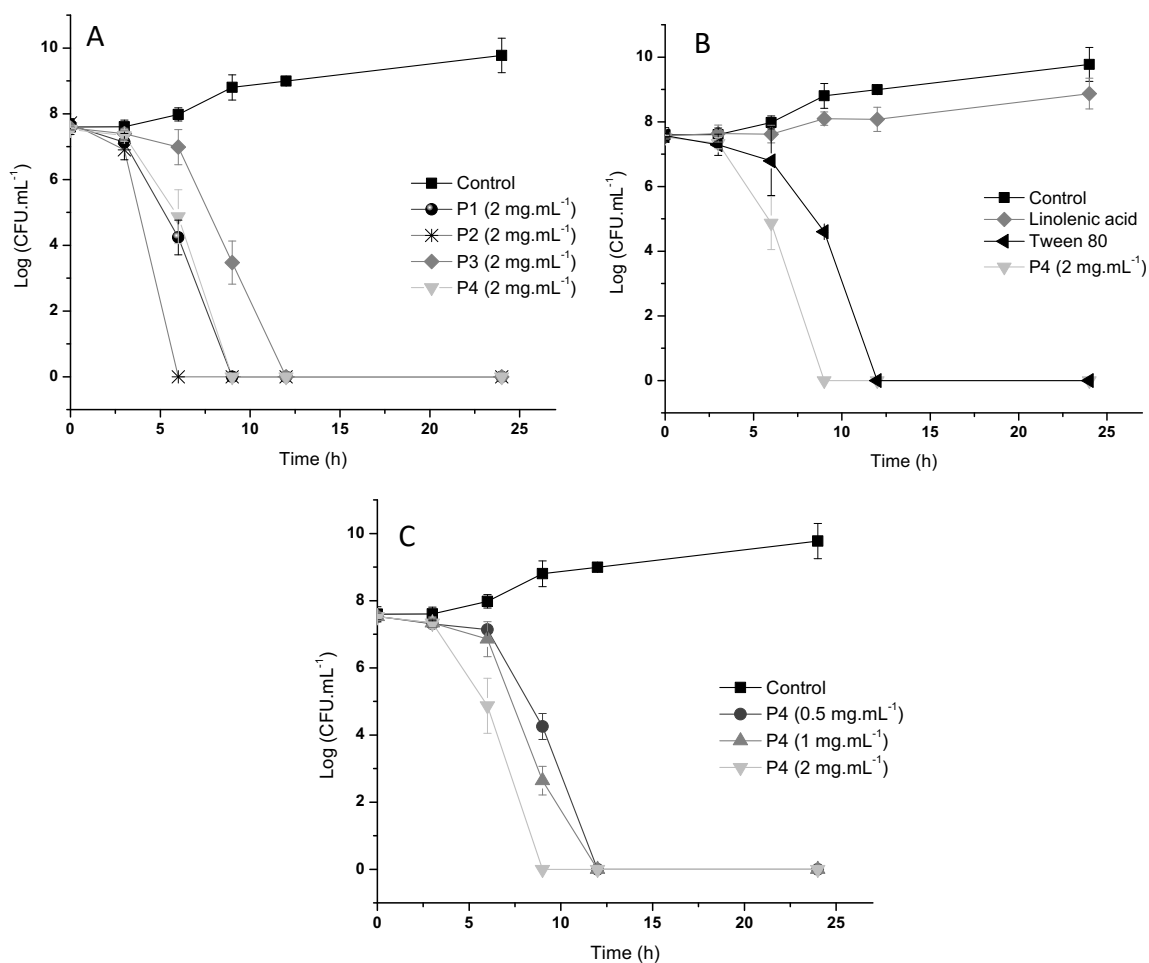 A
10
8
6
4
2
0
Log (CFU.mL⁻¹)
0 5 10 15 20 25
Time (h)
Control
P1 (2 mg.mL⁻¹)
P2 (2 mg.mL⁻¹)
P3 (2 mg.mL⁻¹)
P4 (2 mg.mL⁻¹)
B
10
8
6
4
2
0
Log (CFU.mL⁻¹)
0 5 10 15 20 25
Time (h)
Control
Linolenic acid
Tween 80
P4 (2 mg.mL⁻¹)
C
10
8
6
4
2
0
Log (CFU.mL⁻¹)
0 5 10 15 20 25
Time (h)
Control
P4 (0.5 mg.mL⁻¹)
P4 (1 mg.mL⁻¹)
P4 (2 mg.mL⁻¹)